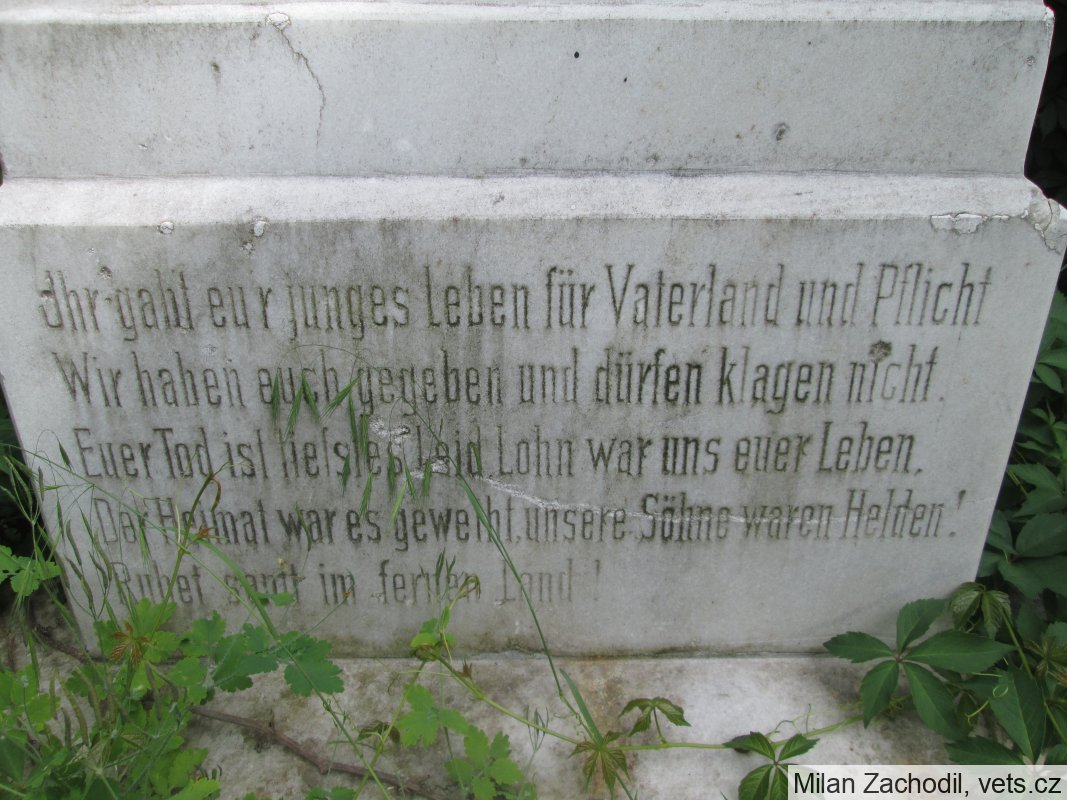 Ihr gabt eu r junges Leben für Vaterland und Pflicht
Wir haben euch gegeben und dürfen klagen nicht.
Euer Tod ist tiefstes Leid Lohn war uns euer Leben.
Der Heimat war es geweiht, unsere Söhne waren Helden!
Ruhet sanft im fernen Land!
Milan Zachodil, vets.cz